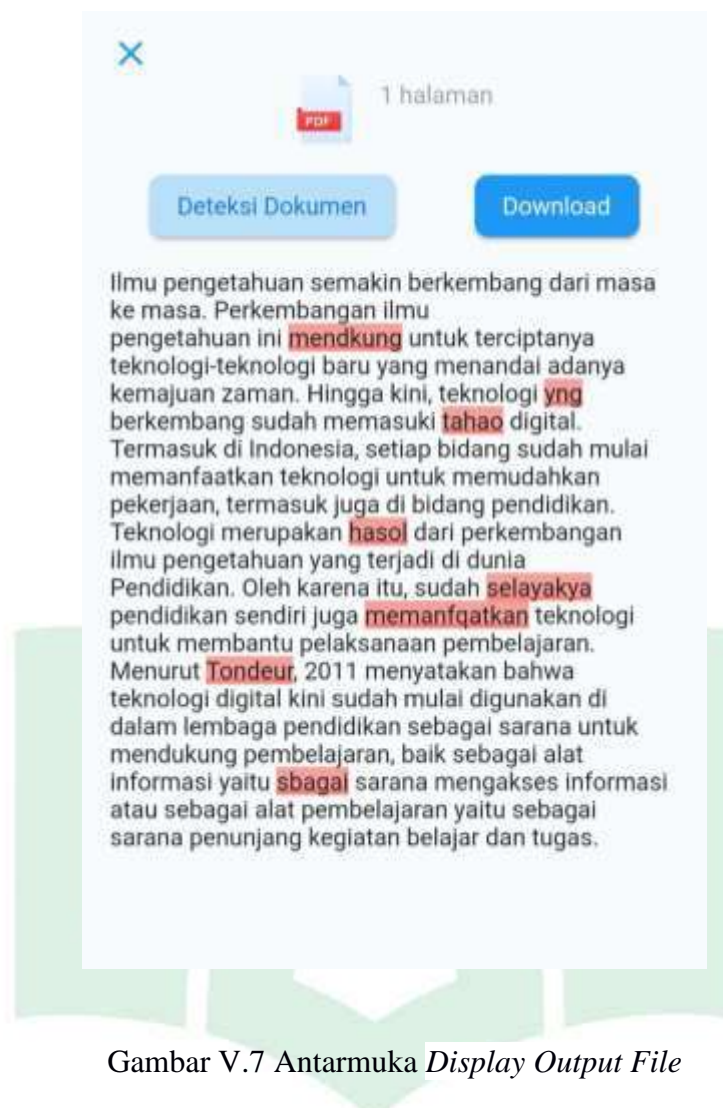 1 halaman
PDF
Deteksi Dokumen
Download
Ilmu pengetahuan semakin berkembang dari masa
ke masa. Perkembangan ilmu
pengetahuan ini mendkung untuk terciptanya
teknologi-teknologi baru yang menandai adanya
kemajuan zaman. Hingga kini, teknologi yng
berkembang sudah memasuki tahao digital.
Termasuk di Indonesia, setiap bidang sudah mulai
memanfaatkan teknologi untuk memudahkan
pekerjaan, termasuk juga di bidang pendidikan.
Teknologi merupakan hasol dari perkembangan
ilmu pengetahuan yang terjadi di dunia
Pendidikan. Oleh karena itu, sudah selayakya
pendidikan sendiri juga memanfqatkan teknologi
untuk membantu pelaksanaan pembelajaran.
Menurut Tondeur, 2011 menyatakan bahwa
teknologi digital kini sudah mulai digunakan di
dalam lembaga pendidikan sebagai sarana untuk
mendukung pembelajaran, baik sebagai alat
informasi yaitu sbagai sarana mengakses informasi
atau sebagai alat pembelajaran yaitu sebagai
sarana penunjang kegiatan belajar dan tugas.
Gambar V.7 Antarmuka Display Output File